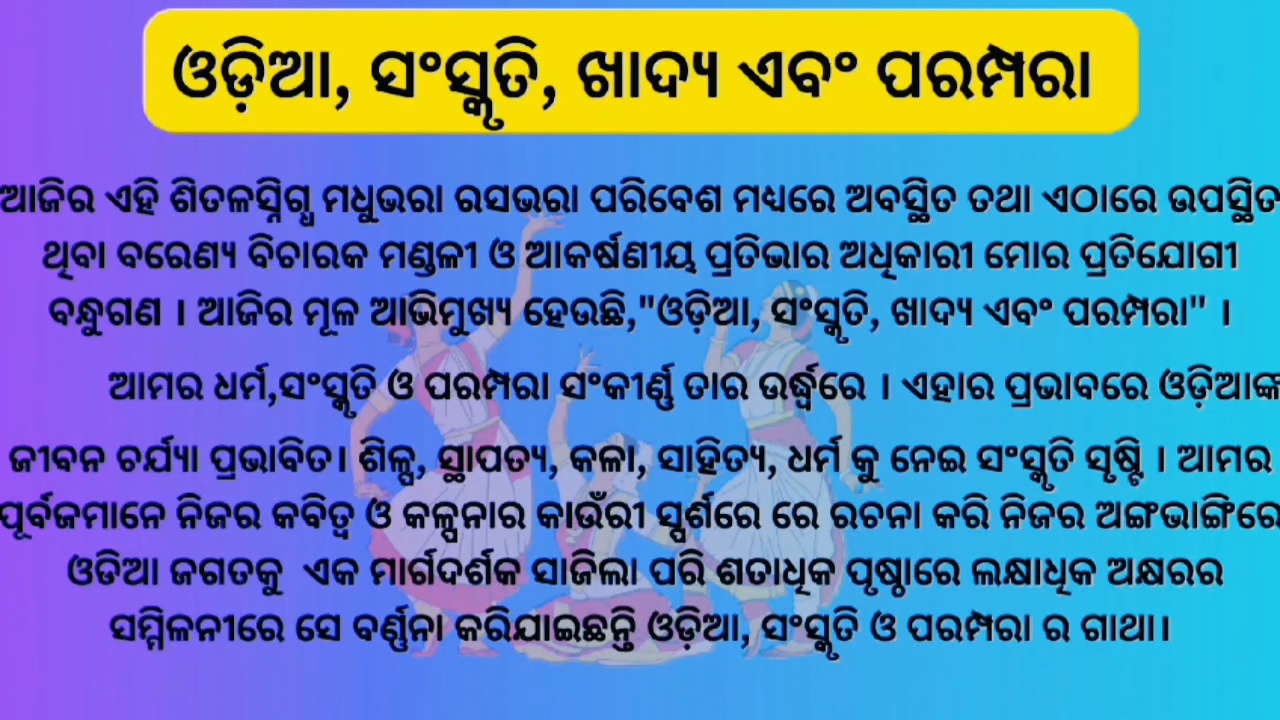 ଓଡ଼ିଆ, ସଂସ୍କୃତି, ଖାଦ୍ୟ ଏବଂ ପରମ୍ପରା
ଆଜିର ଏହି ଶିତଳସ୍ନିଗ୍ଧ ମଧୁଭରା ରସଭରା ପରିବେଶ ମଧ୍ୟରେ ଅବସ୍ଥିତ ତଥା ଏଠାରେ ଉପସ୍ଥିତ
ଥିବା ବରେଣ୍ୟ ବିଚାରକ ମଣ୍ଡଳୀ ଓ ଆକର୍ଷଣୀୟ ପ୍ରତିଭାର ଅଧିକାରୀ ମୋର ପ୍ରତିଯୋଗୀ
ବନ୍ଧୁଗଣ । ଆଜିର ମୂଳ ଆଭିମୁଖ୍ୟ ହେଉଛି,"ଓଡ଼ିଆ, ସଂସ୍କୃତି, ଖାଦ୍ୟ ଏବଂ ପରମ୍ପରା" ।
ଆମର ଧର୍ମ,ସଂସ୍କୃତି ଓ ପରମ୍ପରା ସଂକୀର୍ଣ୍ଣ ତାର ଉର୍ଦ୍ଧ୍ୱରେ । ଏହାର ପ୍ରଭାବରେ ଓଡ଼ିଆଙ୍କ
ଜୀବନ ଚର୍ଯ୍ୟା ପ୍ରଭାବିତ। ଶିଳ୍ପ, ସ୍ଥାପତ୍ୟ, କଳା, ସାହିତ୍ୟ, ଧର୍ମ କୁ ନେଇ ସଂସ୍କୃତି ସୃଷ୍ଟି । ଆମର
ପୂର୍ବଜମାନେ ନିଜର କବିତ୍ୱ ଓ କଳ୍ପନାର କାଉଁରୀ ସ୍ପର୍ଶରେ ରେ ରଚନା କରି ନିଜର ଅଙ୍ଗଭାଙ୍ଗିରେ
ଓଡିଆ ଜଗତକୁ ଏକ ମାର୍ଗଦର୍ଶକ ସାଜିଲା ପରି ଶତାଧିକ ପୃଷ୍ଠାରେ ଲକ୍ଷାଧିକ ଅକ୍ଷରର
ସମ୍ମିଳନୀରେ ସେ ବର୍ଣ୍ଣନା କରିଯାଇଛନ୍ତି ଓଡ଼ିଆ, ସଂସ୍କୃତି ଓ ପରମ୍ପରା ର ଗାଥା।